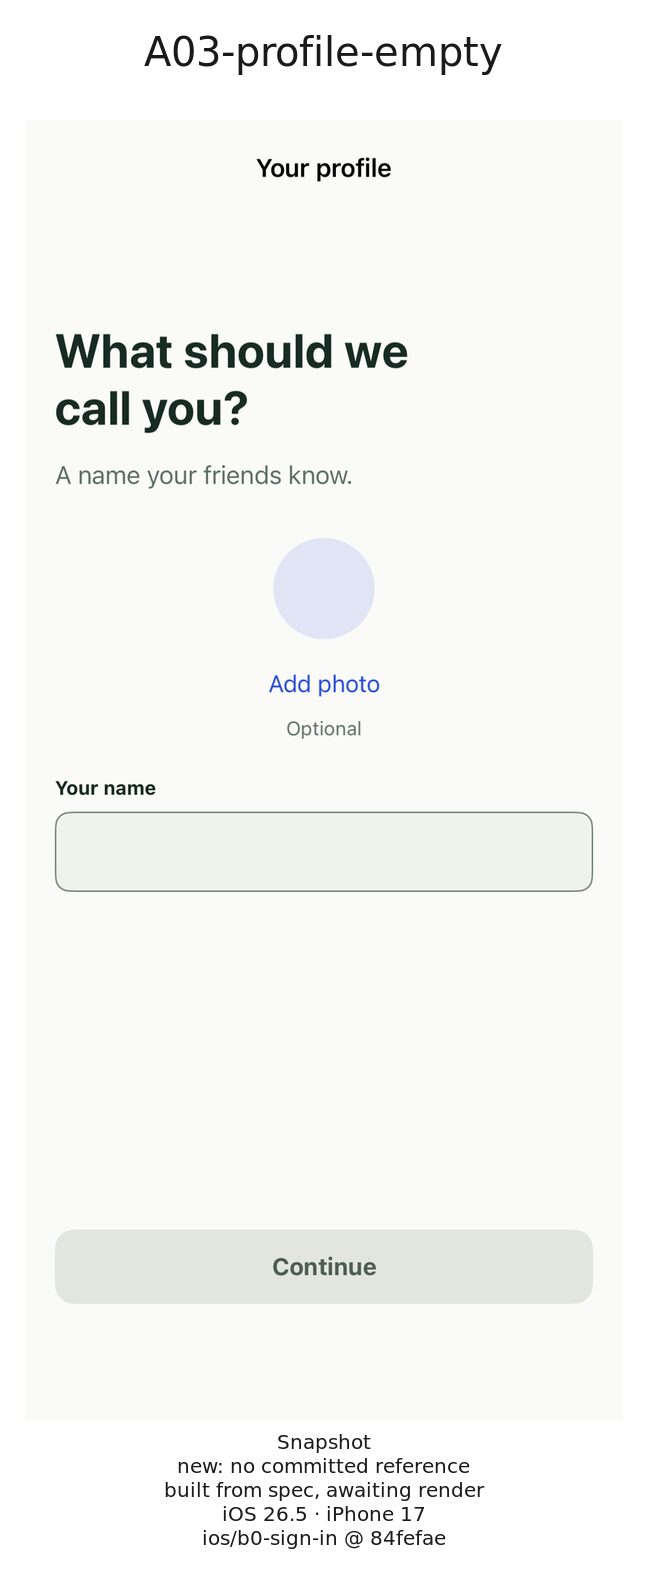 A03-profile-empty
Your profile
What should we
call you?
A name your friends know.
Add photo
Optional
Your name
Continue
Snapshot
new: no committed reference
built from spec, awaiting render
iOS 26.5 · iPhone 17
ios/b0-sign-in @ 84fefae